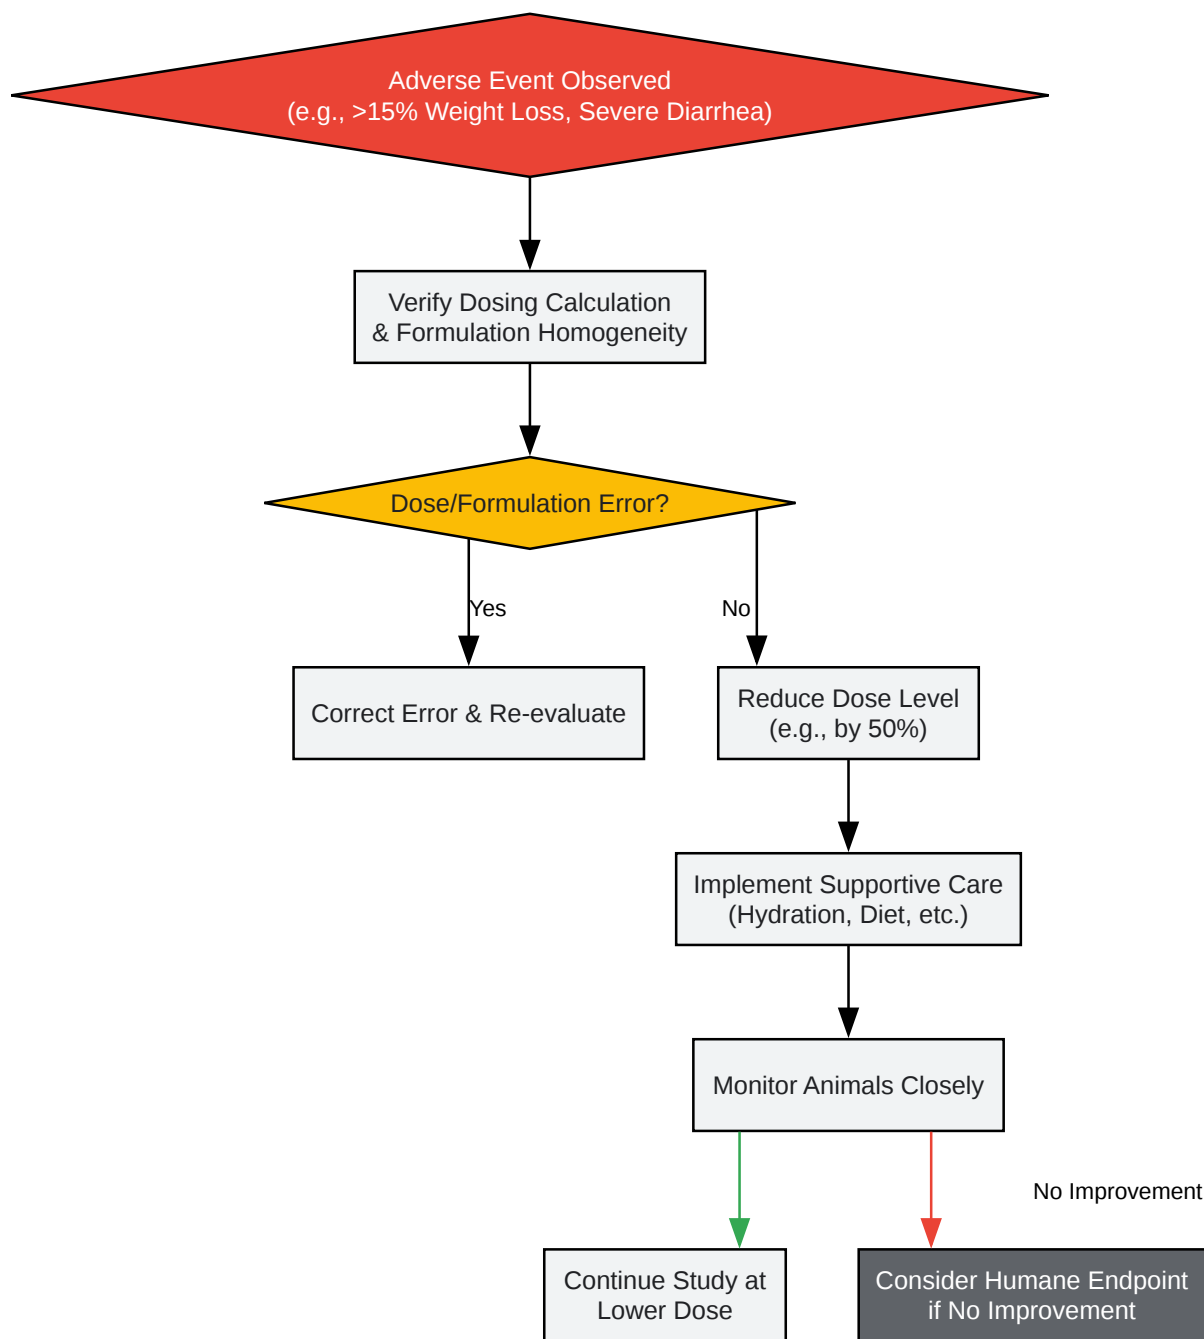 Adverse Event Observed
(e.g., >15% Weight Loss, Severe Diarrhea)
Verify Dosing Calculation
& Formulation Homogeneity
Dose/Formulation Error?
Yes
No
Correct Error & Re-evaluate
Reduce Dose Level
(e.g., by 50%)
Implement Supportive Care
(Hydration, Diet, etc.)
Monitor Animals Closely
No Improvement
Continue Study at
Lower Dose
Consider Humane Endpoint
if No Improvement